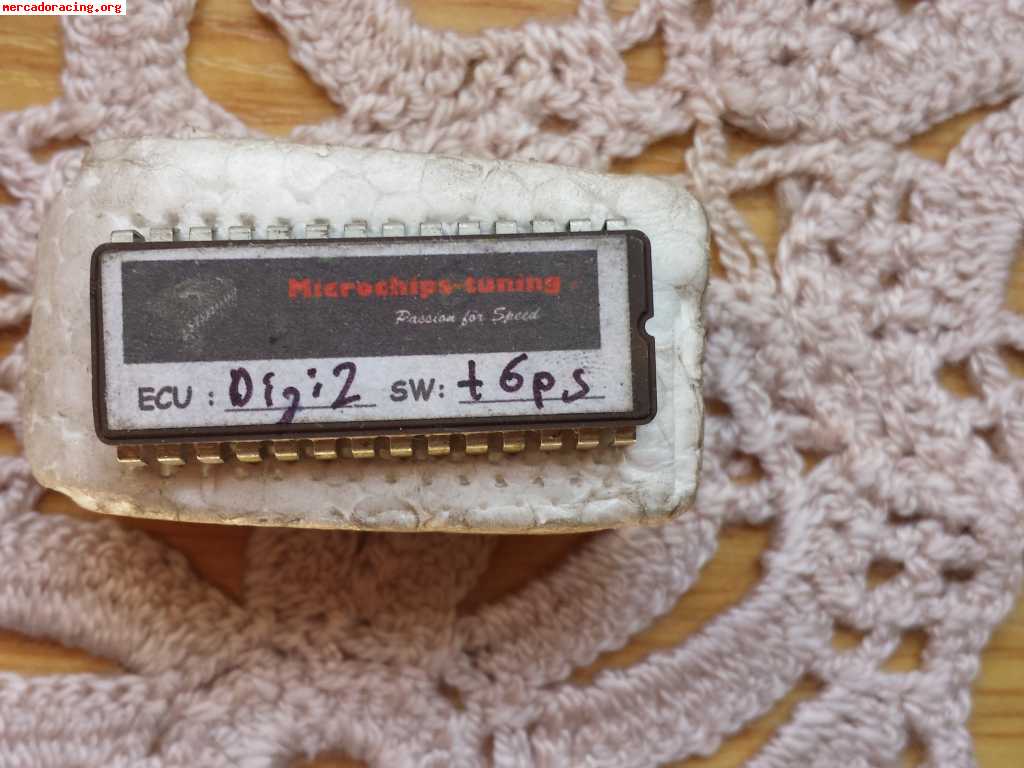 mercadoracing.org
Microchips-tuning
Passion for Speed
ECU : Digi2 SW: +6ps